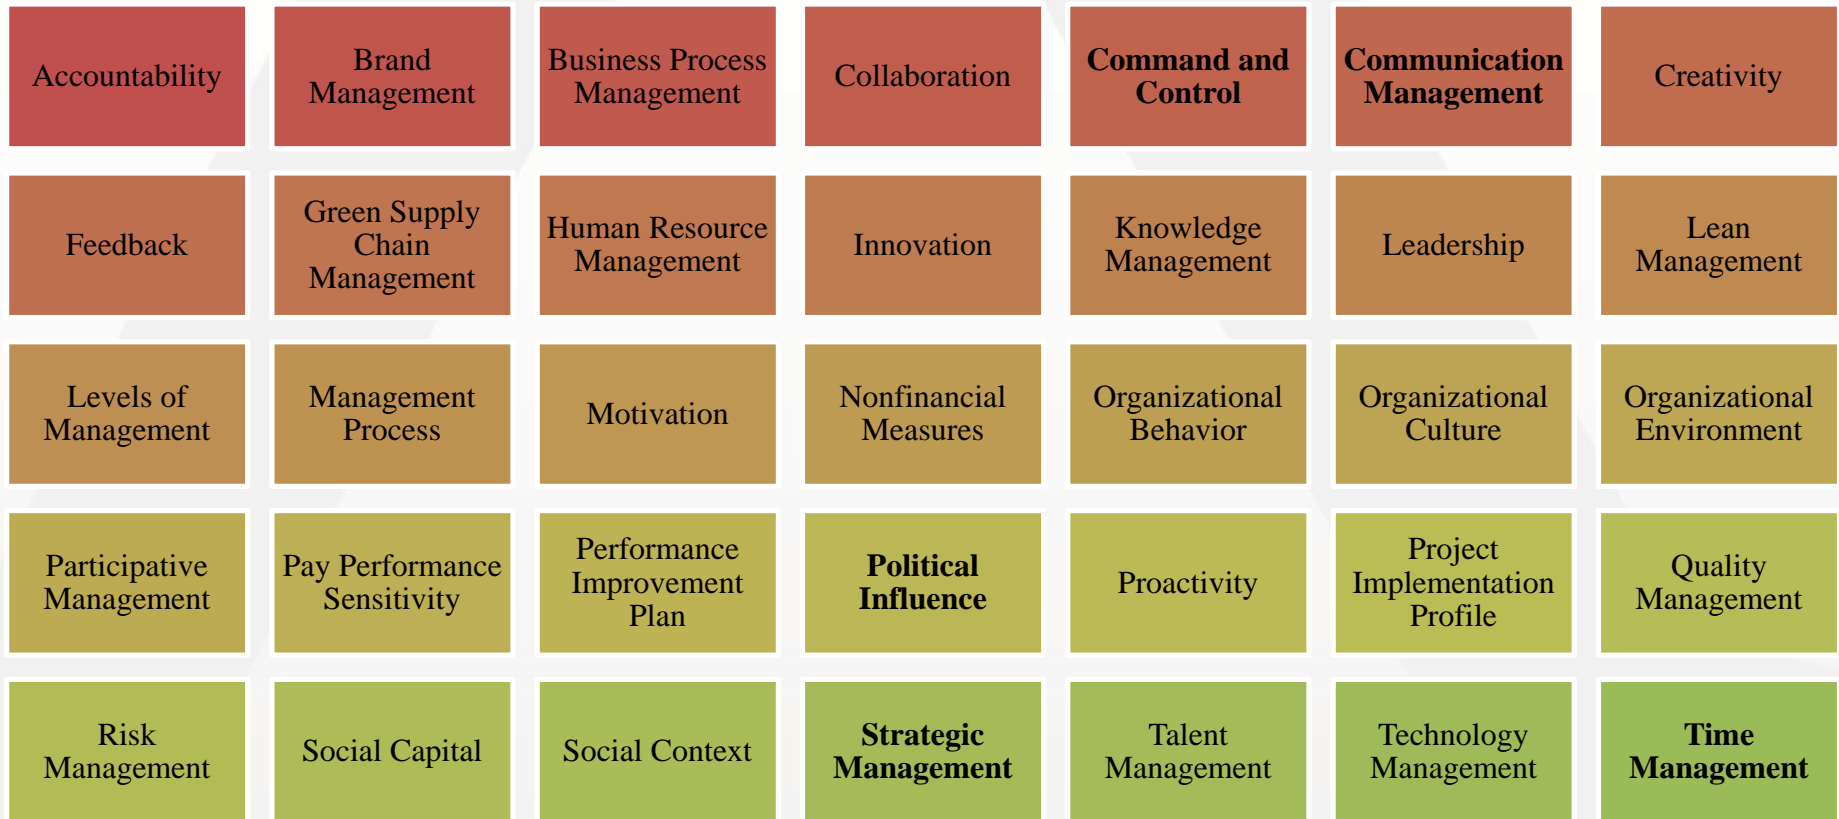 Accountability
Brand
Management
Business Process
Management
Collaboration
Command and
Control
Communication
Management
Creativity
Feedback
Green Supply
Chain
Management
Human Resource
Management
Innovation
Knowledge
Management
Leadership
Lean
Management
Levels of
Management
Management
Process
Motivation
Nonfinancial
Measures
Organizational
Behavior
Organizational
Culture
Organizational
Environment
Participative
Management
Pay Performance
Sensitivity
Performance
Improvement
Plan
Political
Influence
Proactivity
Project
Implementation
Profile
Quality
Management
Risk
Management
Social Capital
Social Context
Strategic
Management
Talent
Management
Technology
Management
Time
Management